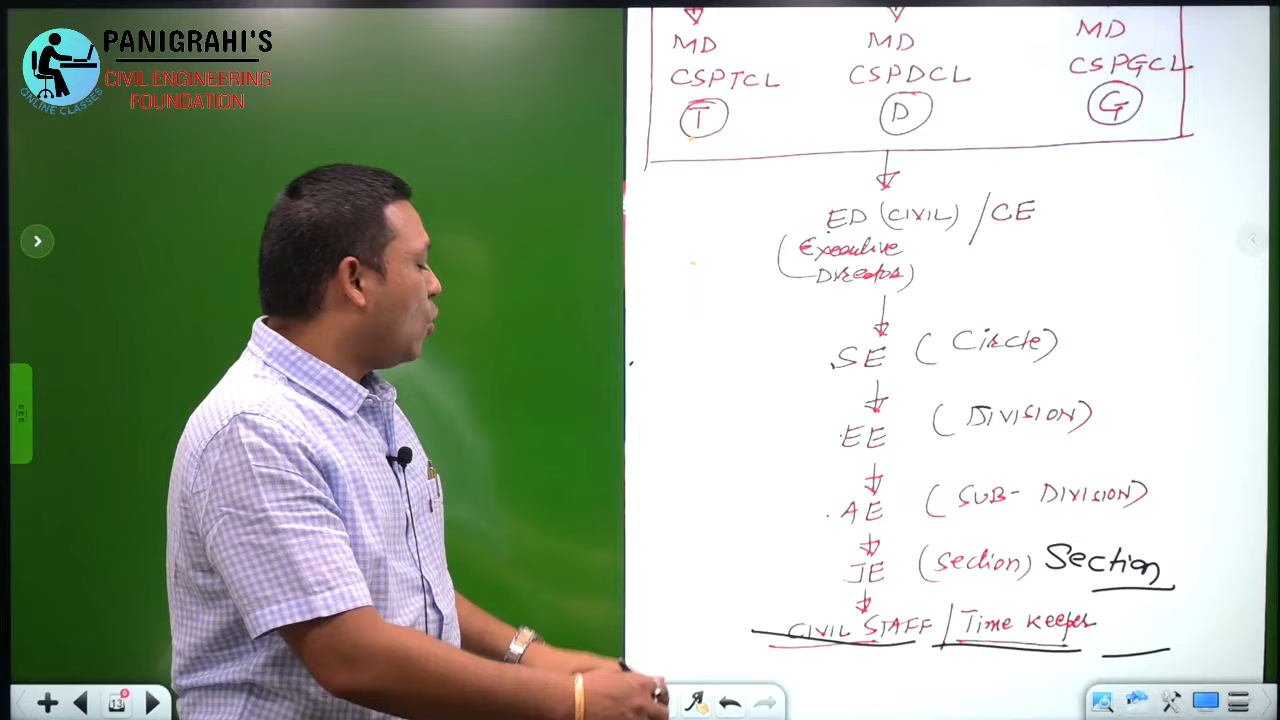 PANIGRAHI'S
CIVIL ENGINEERING
FOUNDATION
ONLINE CLASSES
MD MD MD
CSPTCL CSPDCL CSPGCL
T D G
ED (CIVIL) / CE
(Executive
Director)
SE (Circle)
EE (DIVISION)
AE (SUB-DIVISION)
JE (Section) Section
CIVIL STAFF / Time Keeper
13